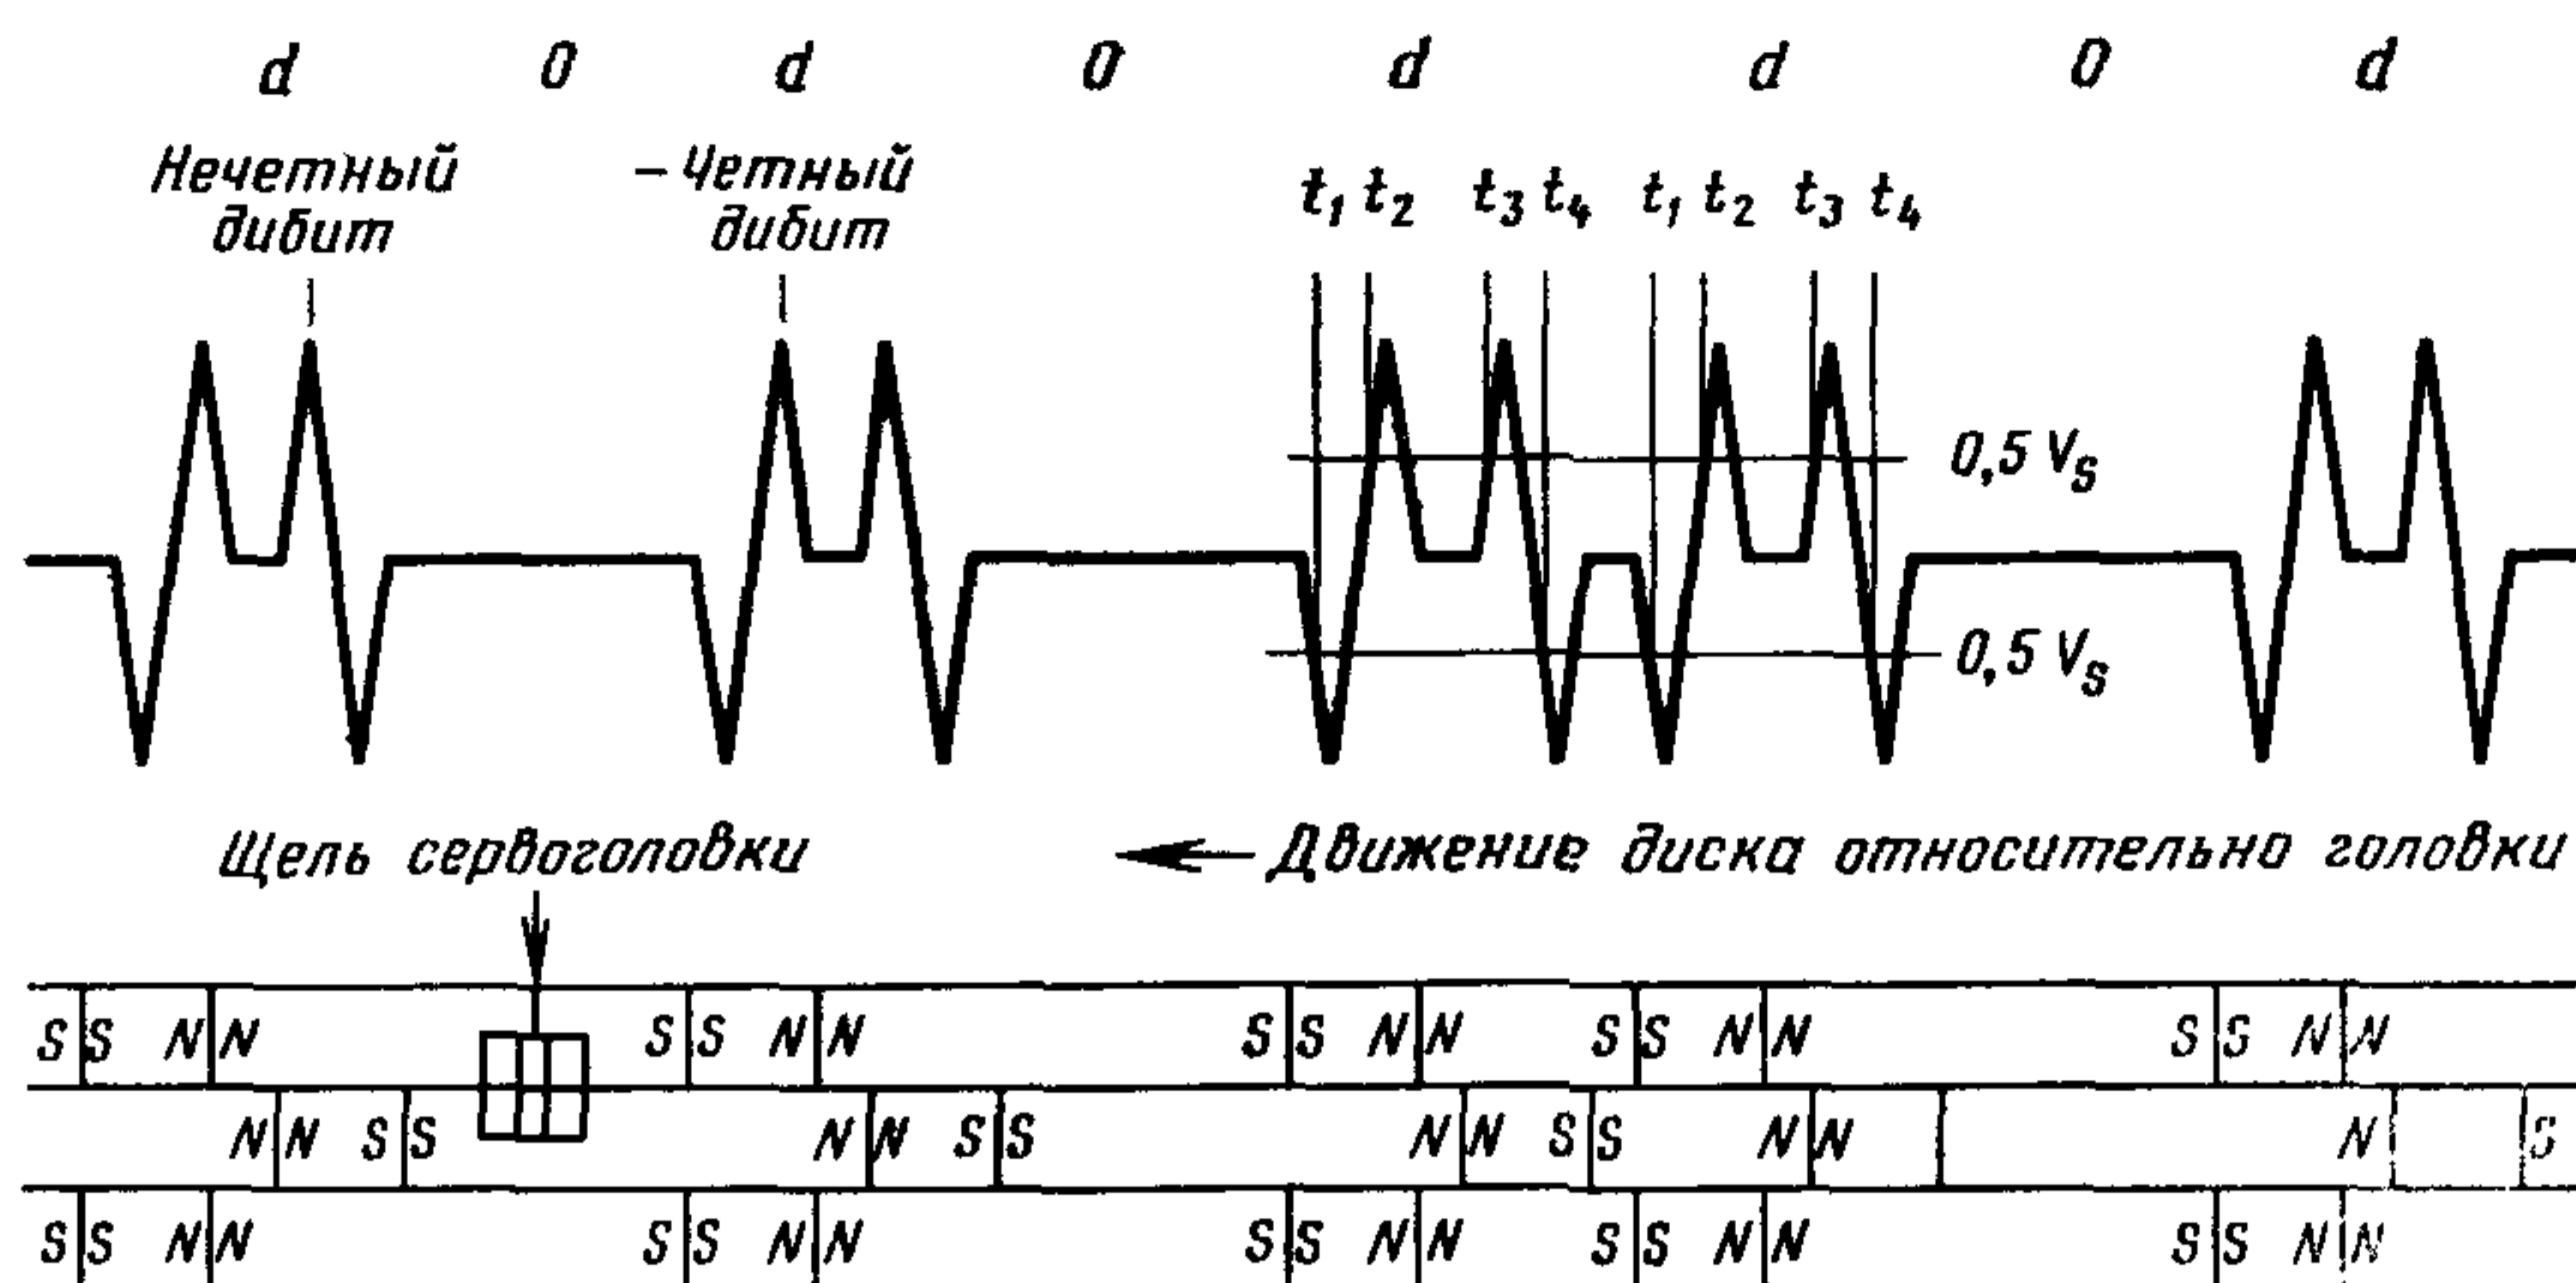 d 0 d 0 d d 0 d
Нечетный – Четный
дибит дибит
t₁ t₂ t₃ t₄ t₁ t₂ t₃ t₄
0,5 Vₛ
0,5 Vₛ
Щель сервоголовки
Движение диска относительно головки
S S N N S S N N S S N N S S N N S S N N
N N S S N N S S N N S S N N N S
S S N N S S N N S S N N S S N N S S N N